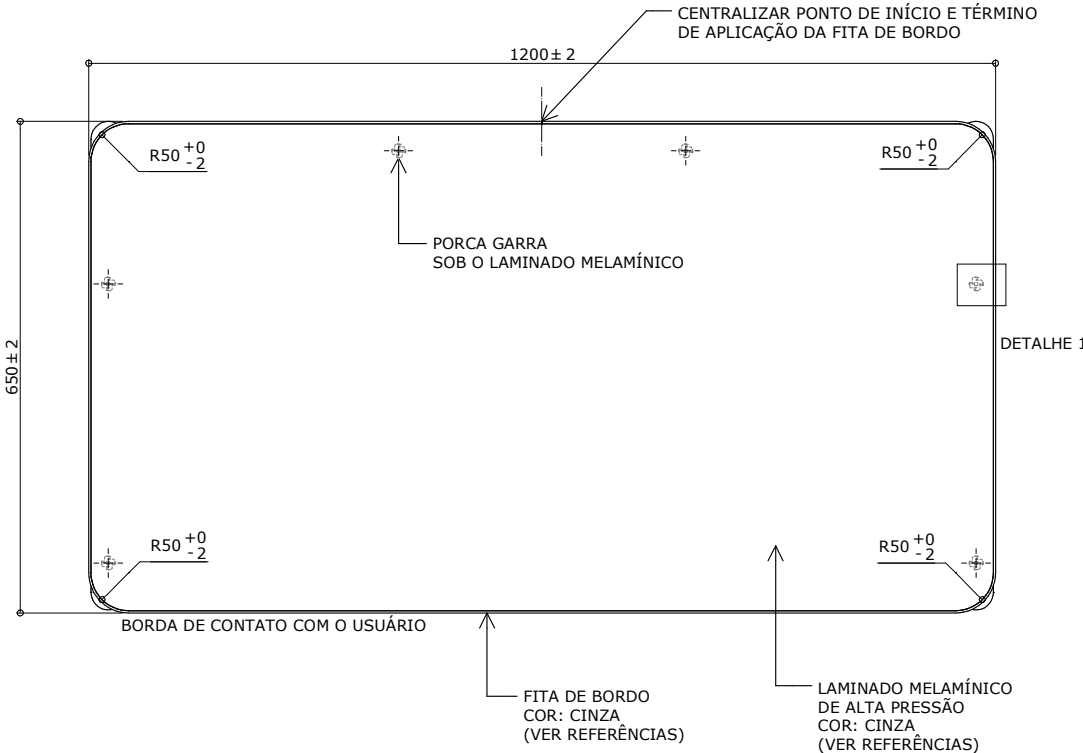 CENTRALIZAR PONTO DE INÍCIO E TÉRMINO
DE APLICAÇÃO DA FITA DE BORDO
1200±2
R50 +0 -2
R50 +0 -2
PORCA GARRA
SOB O LAMINADO MELAMÍNICO
650±2
DETALHE 1
R50 +0 -2
R50 +0 -2
BORDA DE CONTATO COM O USUÁRIO
FITA DE BORDO
COR: CINZA
(VER REFERÊNCIAS)
LAMINADO MELAMÍNICO
DE ALTA PRESSÃO
COR: CINZA
(VER REFERÊNCIAS)